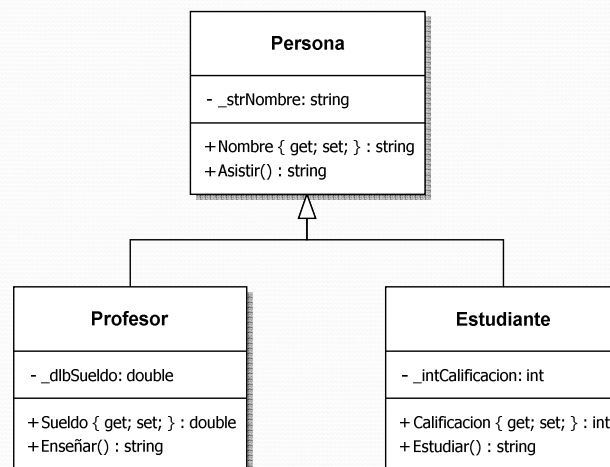 Persona
- _strNombre: string
+ Nombre { get; set; } : string
+ Asistir() : string
Profesor
- _dlbSueldo: double
+ Sueldo { get; set; } : double
+ Enseñar() : string
Estudiante
- _intCalificacion: int
+ Calificacion { get; set; } : int
+ Estudiar() : string